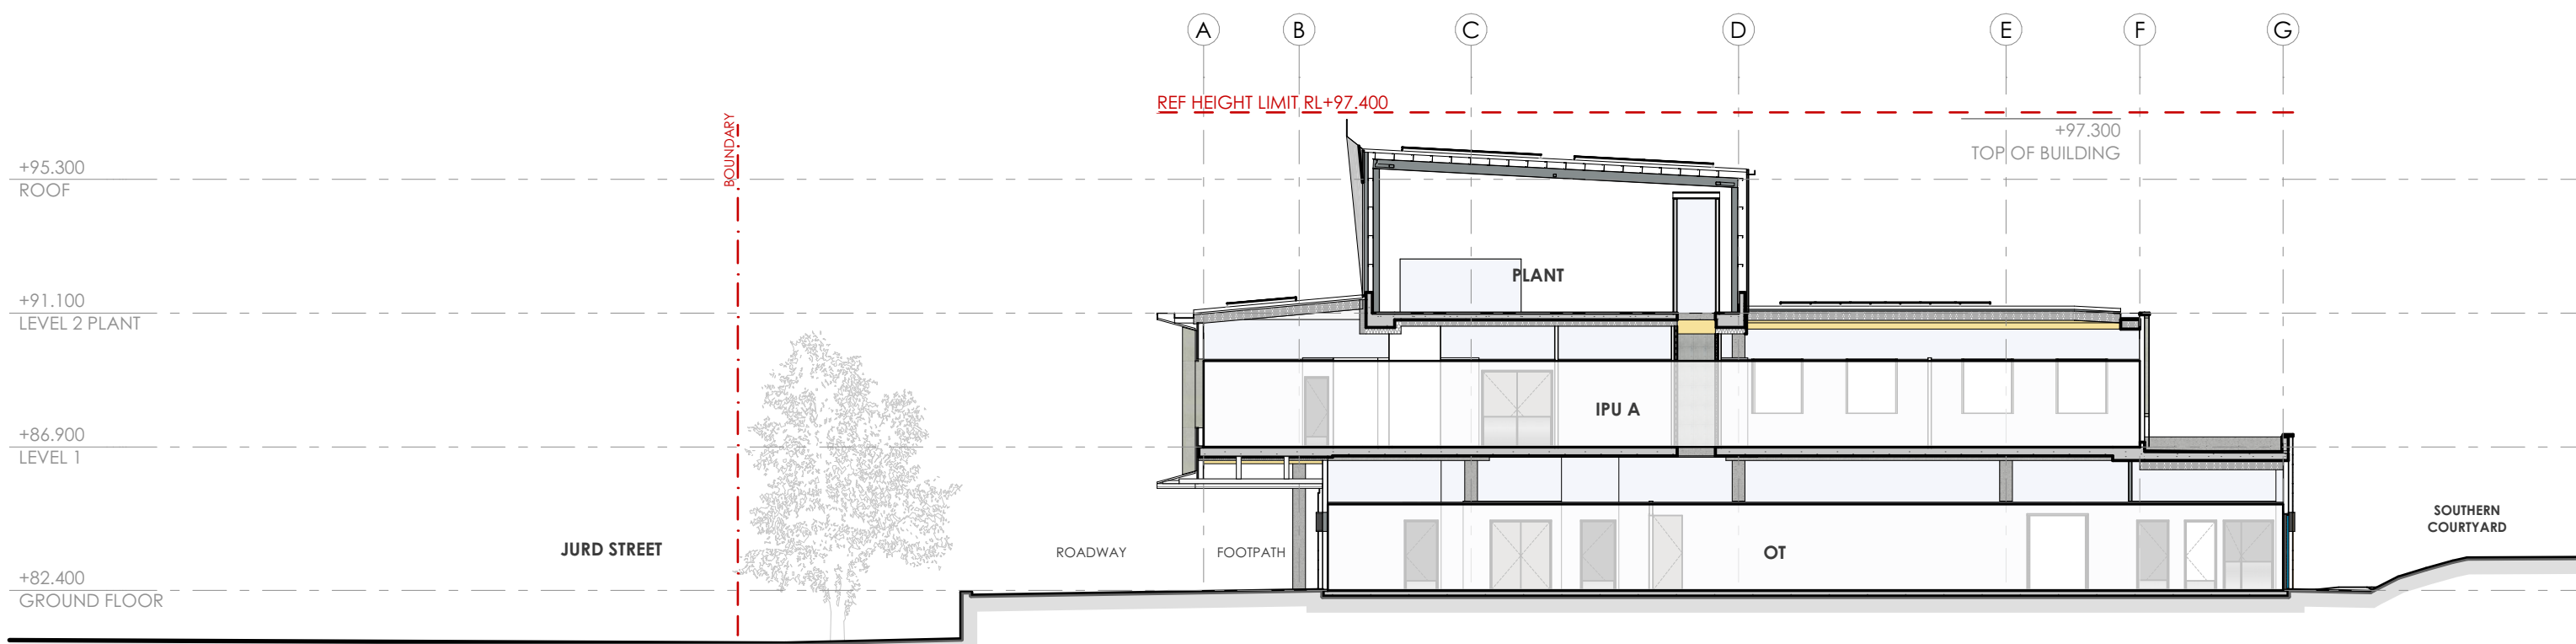 A
B
C
D
E
F
G
REF HEIGHT LIMIT RL+97.400
BOUNDARY
+97.300
TOP OF BUILDING
+95.300
ROOF
PLANT
+91.100
LEVEL 2 PLANT
IPU A
+86.900
LEVEL 1
SOUTHERN
COURTYARD
JURD STREET
ROADWAY
FOOTPATH
OT
+82.400
GROUND FLOOR